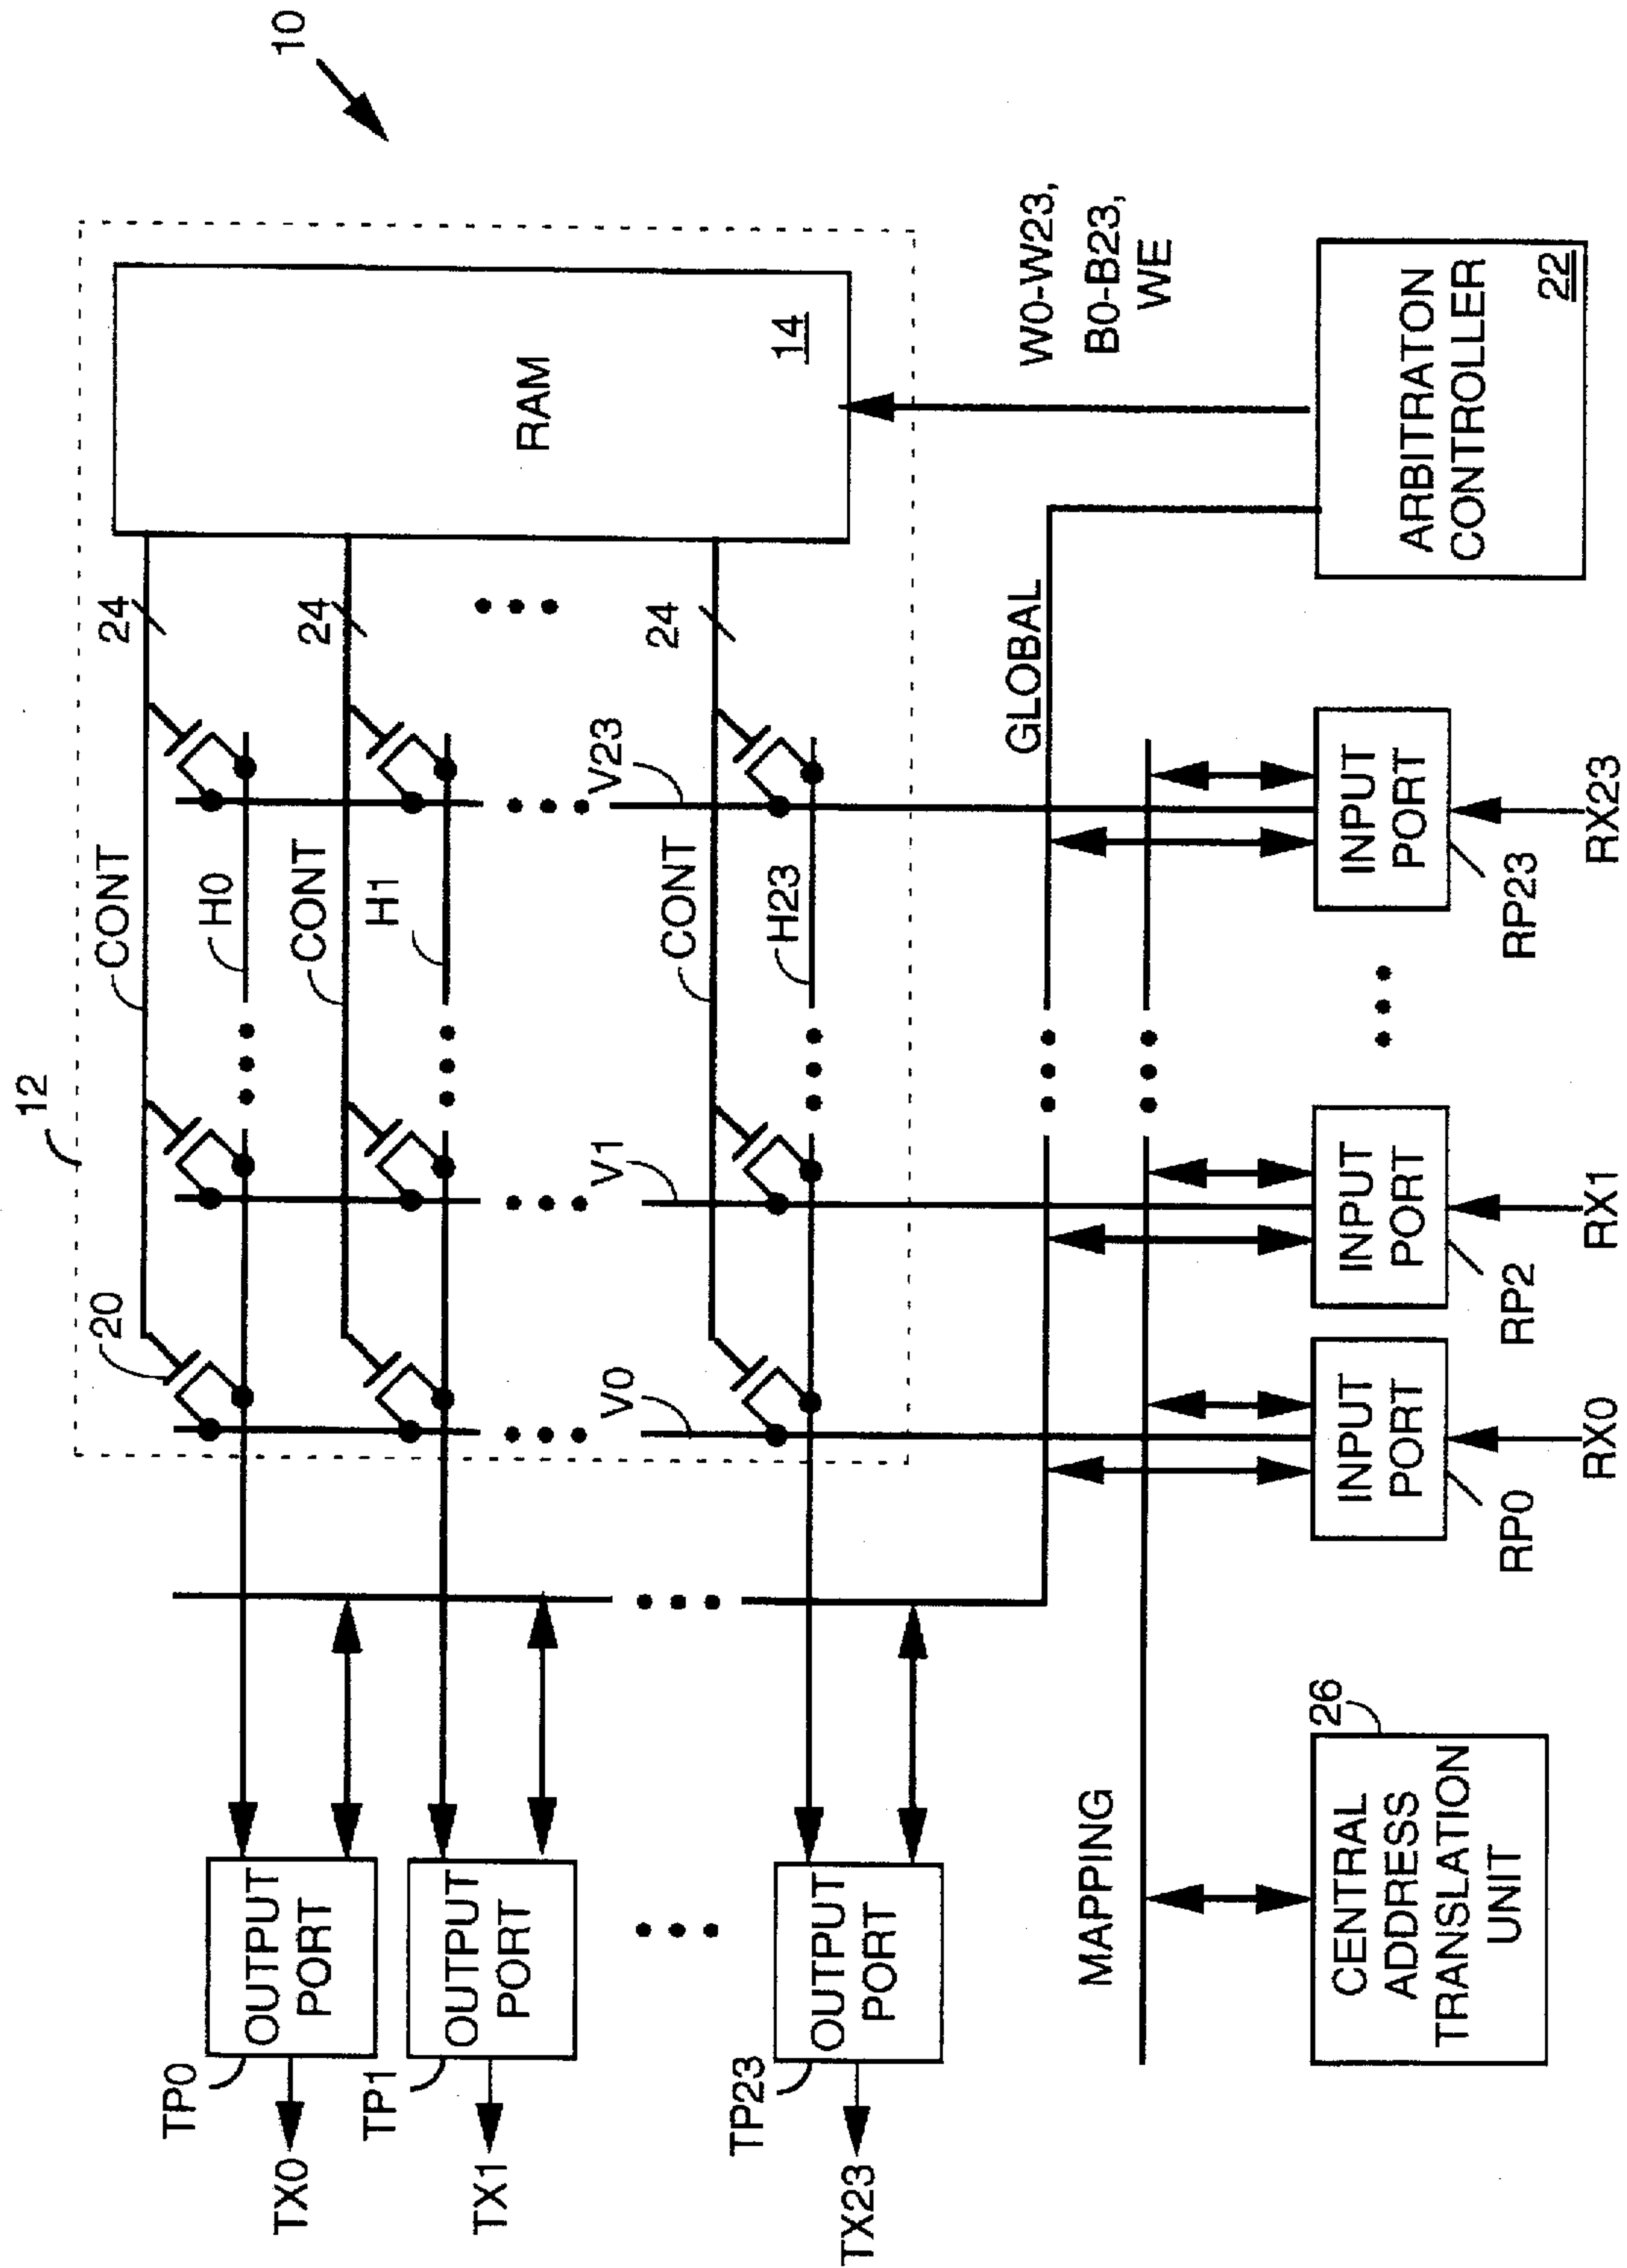 12
10
20
CONT
24
TP0
H0
OUTPUT
PORT
TX0
CONT
24
TP1
H1
OUTPUT
PORT
TX1
RAM
14
V0
V1
V23
CONT
24
TP23
H23
OUTPUT
PORT
TX23
GLOBAL
W0-W23,
B0-B23,
WE
MAPPING
26
CENTRAL
ADDRESS
TRANSLATION
UNIT
INPUT
PORT
INPUT
PORT
INPUT
PORT
ARBITRATON
CONTROLLER
22
RP0
RP2
RP23
RX0
RX1
RX23